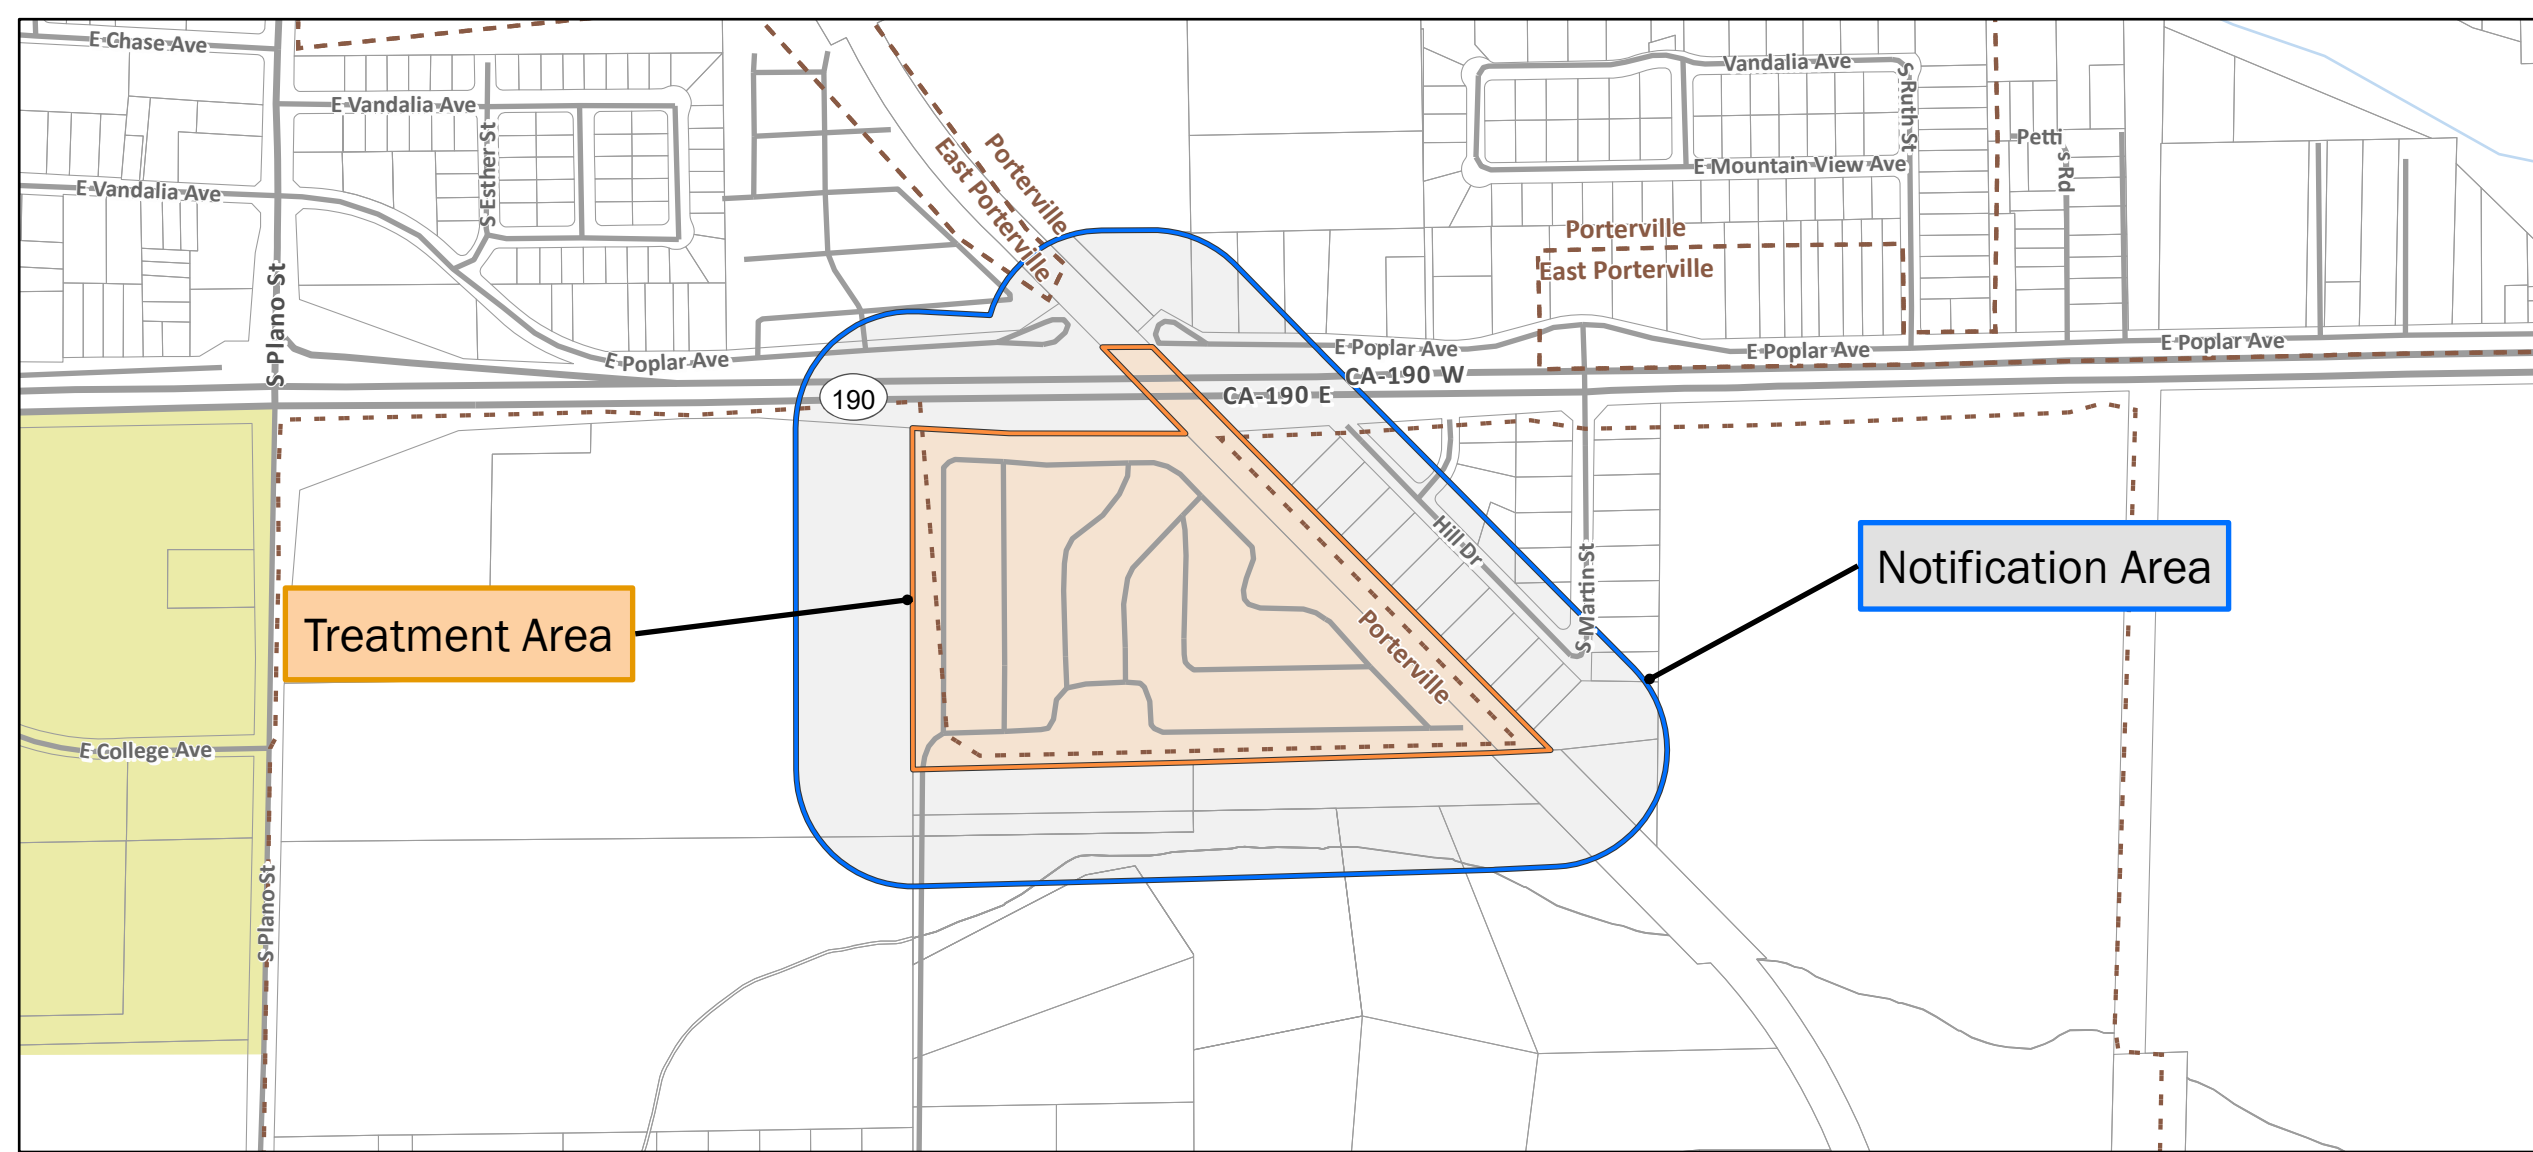 E Chase Ave
Vandalia Ave
S Ruth St
E Vandalia Ave
S Esther St
Petti
s Rd
E Mountain View Ave
E Vandalia Ave
Porterville
East Porterville
Porterville
East Porterville
S Plano St
E Poplar Ave
E Poplar Ave
E Poplar Ave
E Poplar Ave
CA-190 W
CA-190 E
190
Hill Dr
S Martin St
Notification Area
Treatment Area
Porterville
E College Ave
S Plano St